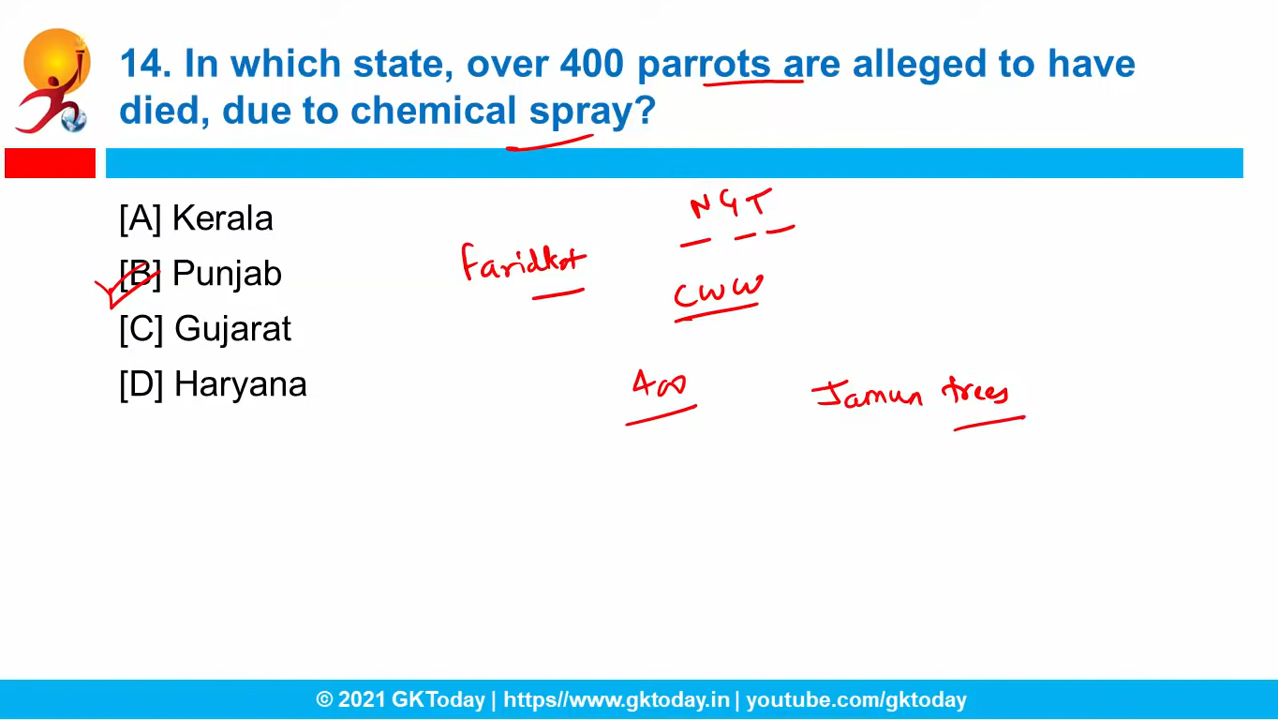 14. In which state, over 400 parrots are alleged to have
died, due to chemical spray?
[A] Kerala
[B] Punjab
[C] Gujarat
[D] Haryana
NGT
Faridkot
CWW
400
Jamun trees
© 2021 GKToday | https//www.gktoday.in | youtube.com/gktoday